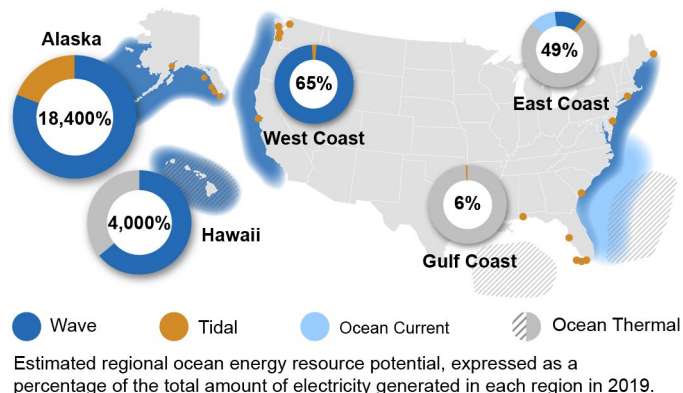 Alaska
18,400%
4,000%
Hawaii
65%
West Coast
49%
East Coast
6%
Gulf Coast
Wave
Tidal
Ocean Current
Ocean Thermal
Estimated regional ocean energy resource potential, expressed as a
percentage of the total amount of electricity generated in each region in 2019.